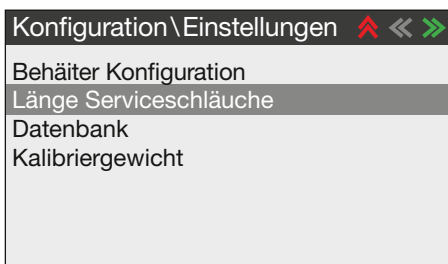 Konfiguration\Einstellungen
Behäiter Konfiguration
Länge Serviceschläuche
Datenbank
Kalibriergewicht